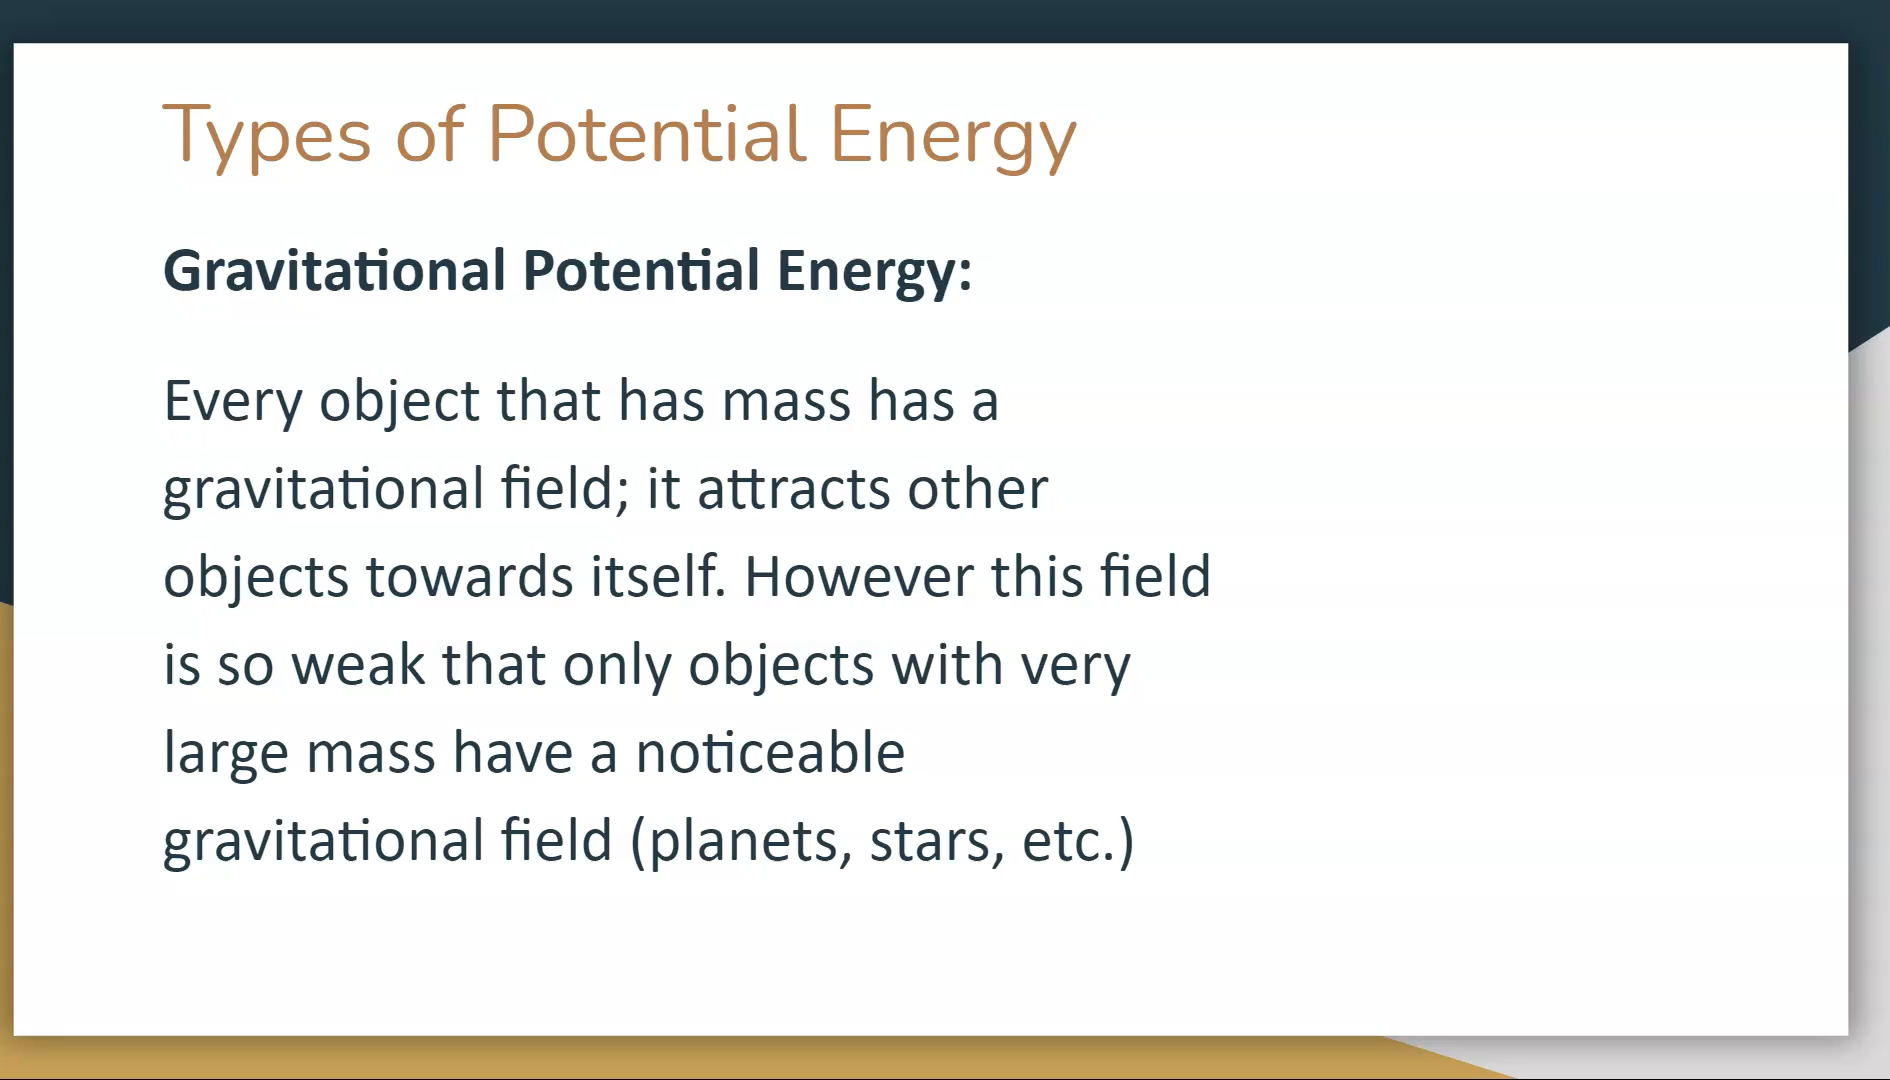 Types of Potential Energy
Gravitational Potential Energy:
Every object that has mass has a
gravitational field; it attracts other
objects towards itself. However this field
is so weak that only objects with very
large mass have a noticeable
gravitational field (planets, stars, etc.)